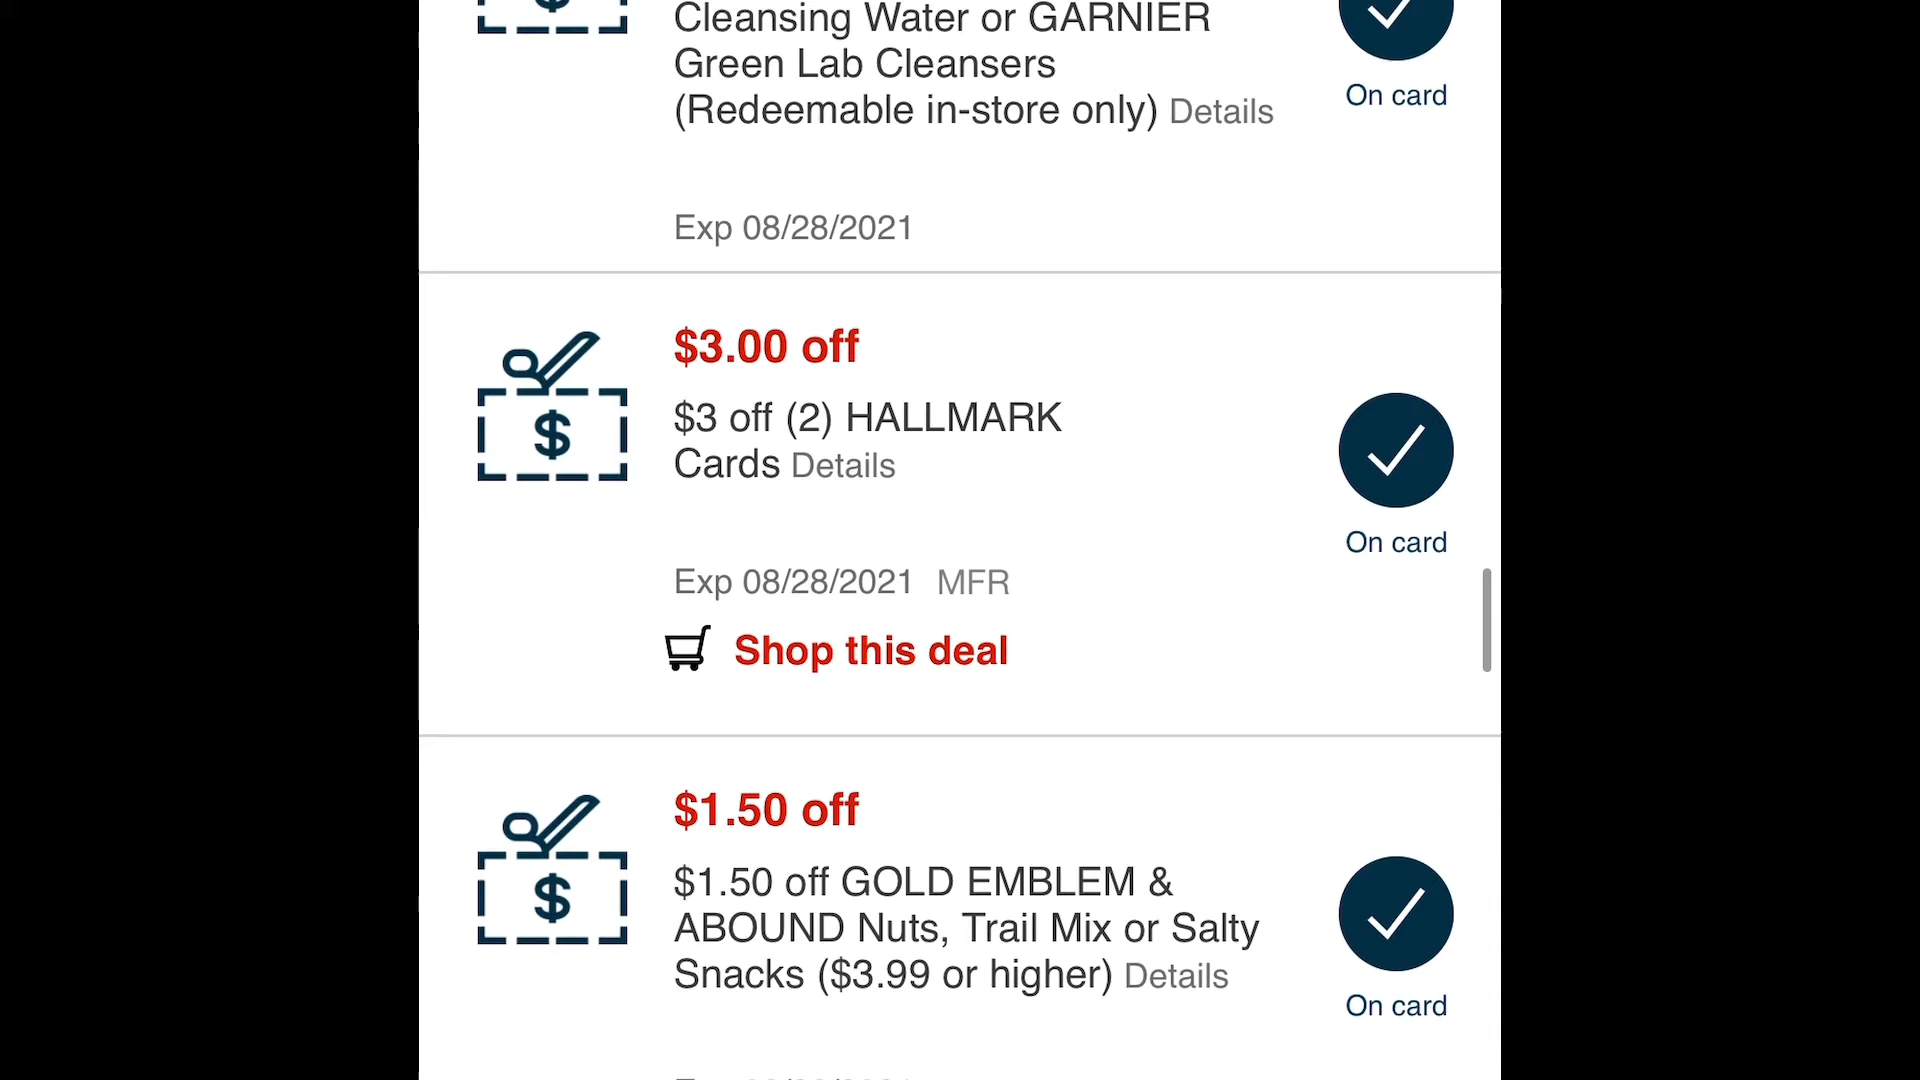 Cleansing Water or GARNIER
Green Lab Cleansers
(Redeemable in-store only) Details
On card
Exp 08/28/2021
$3.00 off
$
$3 off (2) HALLMARK
Cards Details
On card
Exp 08/28/2021 MFR
Shop this deal
$1.50 off
$
$1.50 off GOLD EMBLEM &
ABOUND Nuts, Trail Mix or Salty
Snacks ($3.99 or higher) Details
On card